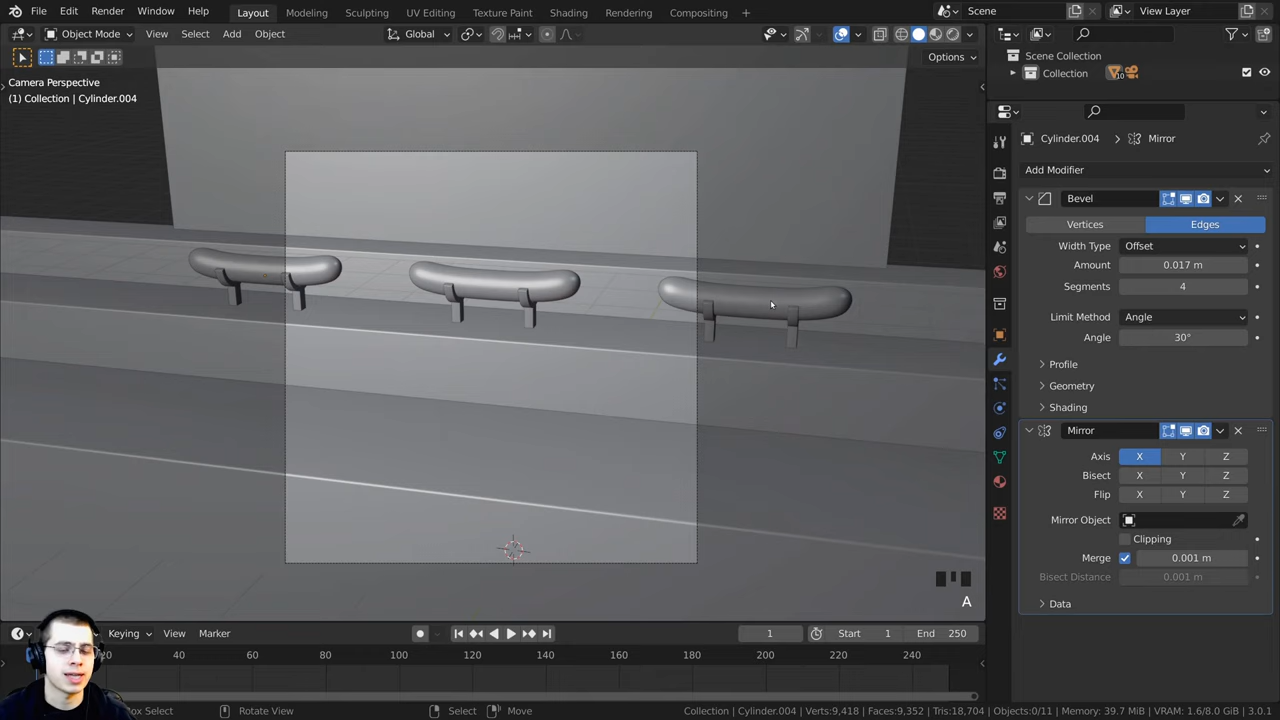 File Edit Render Window Help Layout Modeling Sculpting UV Editing Texture Paint Shading Rendering Compositing + Scene View Layer
Object Mode View Select Add Object Global
Options
Camera Perspective
(1) Collection | Cylinder.004
A
Scene Collection
Collection 10
Cylinder.004 > Mirror
Add Modifier
Bevel
Vertices Edges
Width Type Offset
Amount 0.017 m
Segments 4
Limit Method Angle
Angle 30°
Profile
Geometry
Shading
Mirror
Axis X Y Z
Bisect X Y Z
Flip X Y Z
Mirror Object
Clipping
Merge 0.001 m
Bisect Distance 0.001 m
Data
Keying View Marker 1 Start 1 End 250
20 40 60 80 100 120 140 160 180 200 220 240
Box Select Rotate View Select Move Collection | Cylinder.004 | Verts:9,418 | Faces:9,352 | Tris:18,704 | Objects:0/11 | Memory: 39.7 MiB | VRAM: 1.6/8.0 GiB | 3.0.1